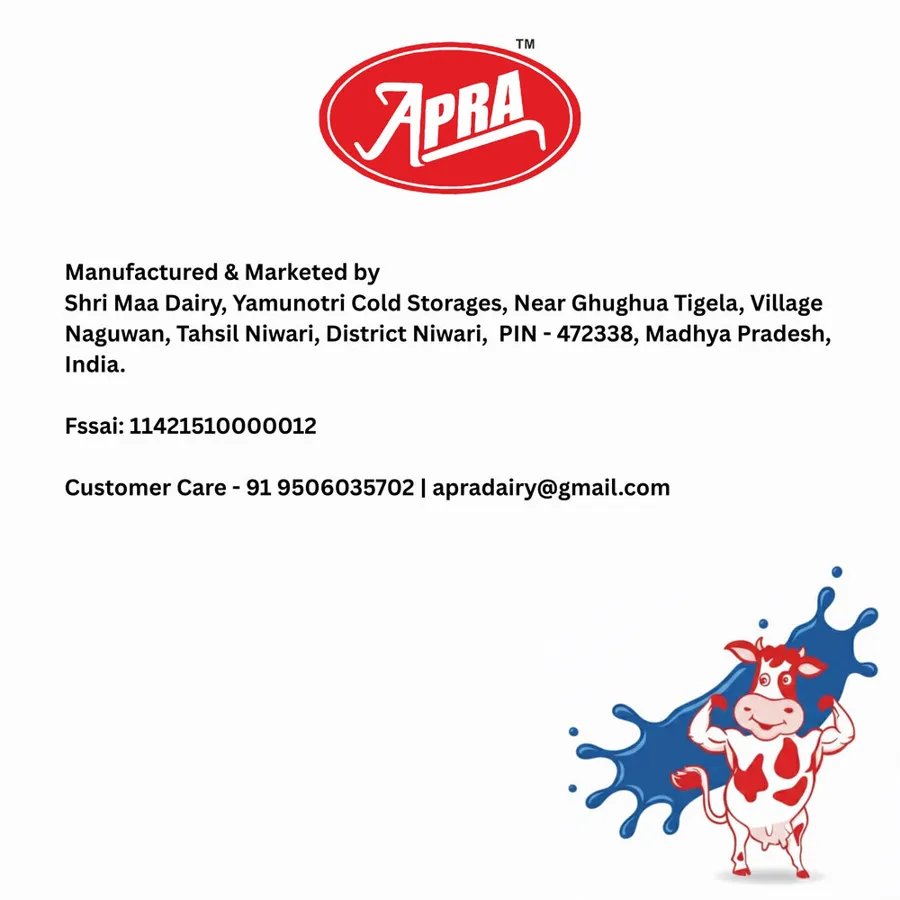 TM
APRA
Manufactured & Marketed by
Shri Maa Dairy, Yamunotri Cold Storages, Near Ghughua Tigela, Village
Naguwan, Tahsil Niwari, District Niwari,  PIN - 472338, Madhya Pradesh,
India.
Fssai: 11421510000012
Customer Care - 91 9506035702 | apradairy@gmail.com